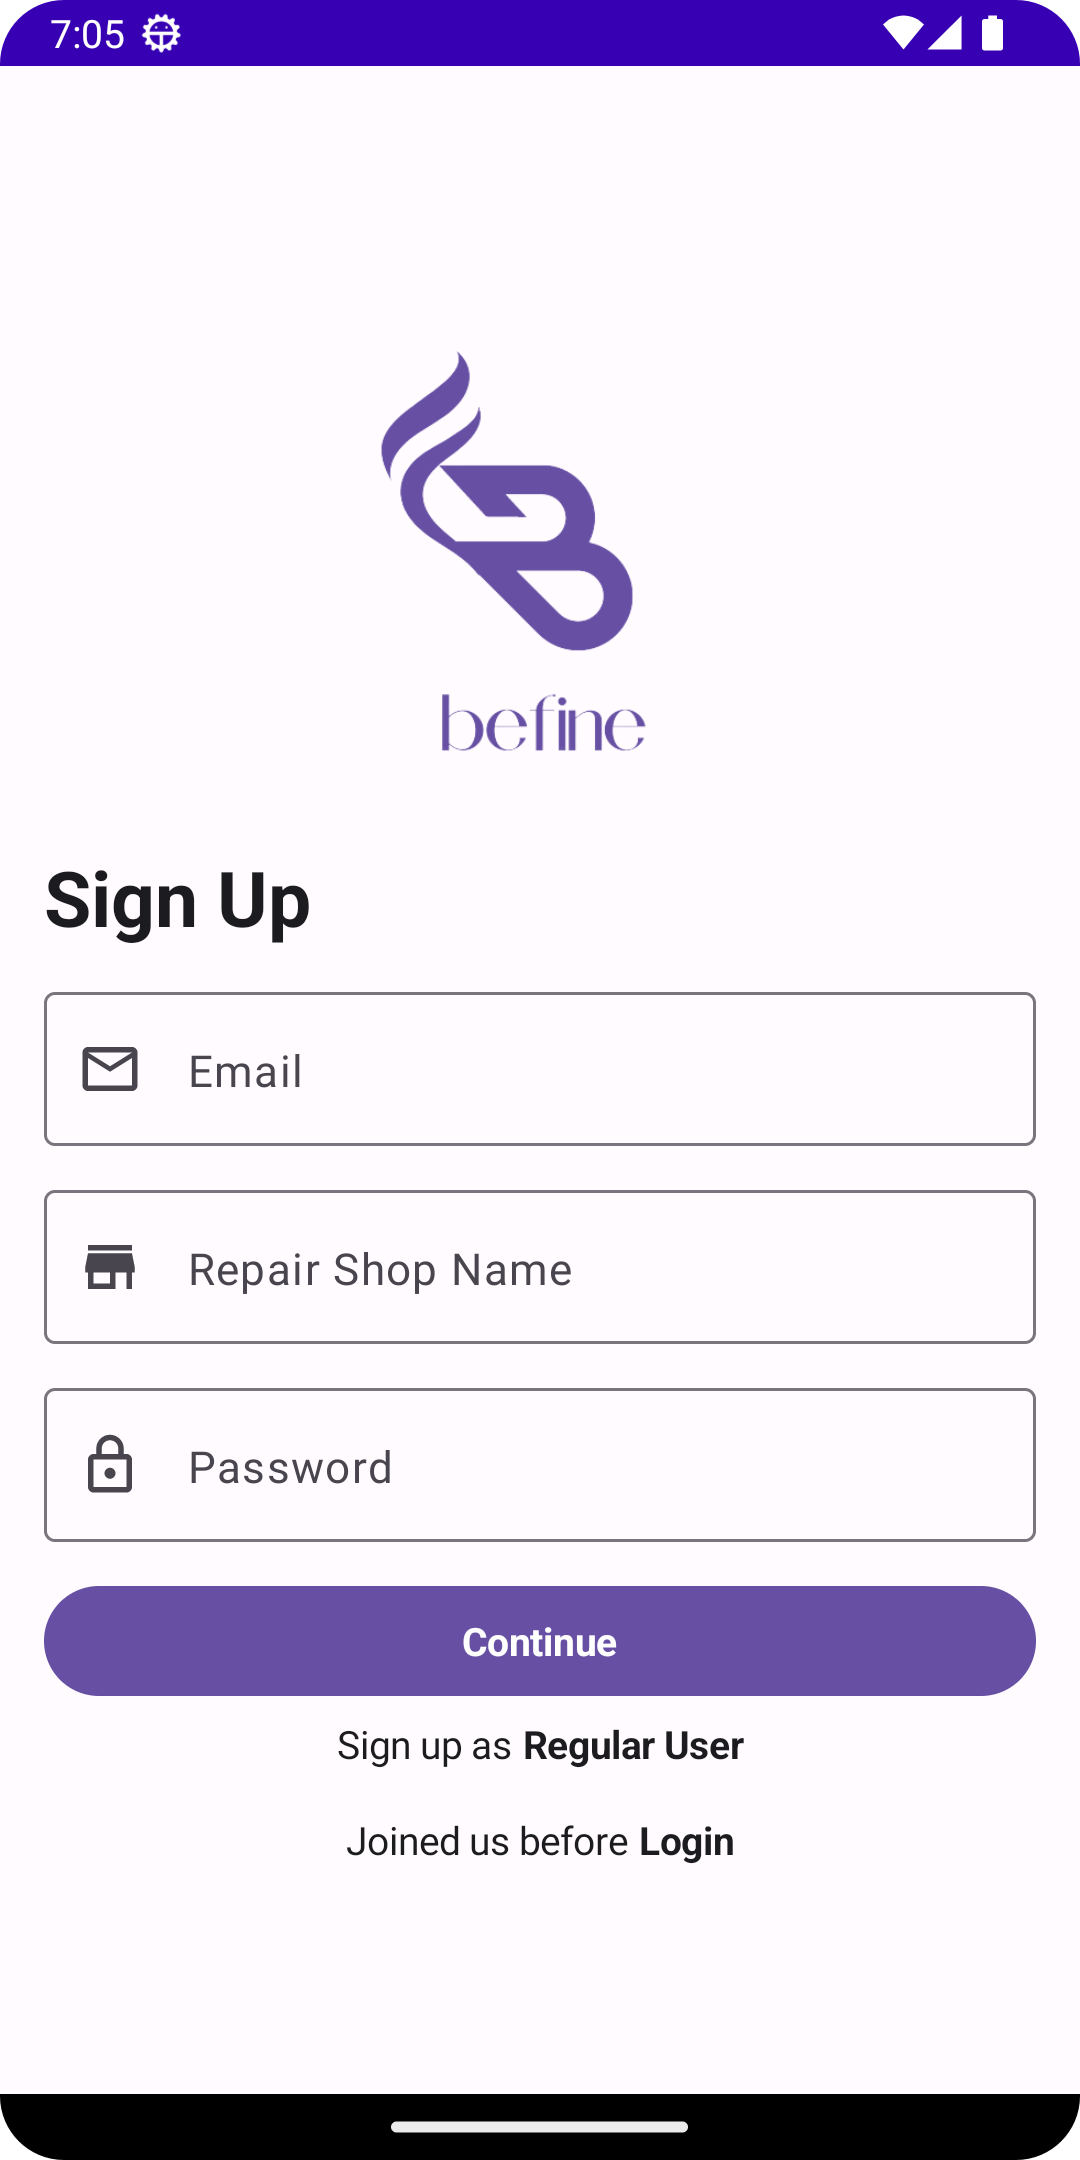 7:05
befine
Sign Up
Email
Repair Shop Name
Password
Continue
Sign up as Regular User
Joined us before Login